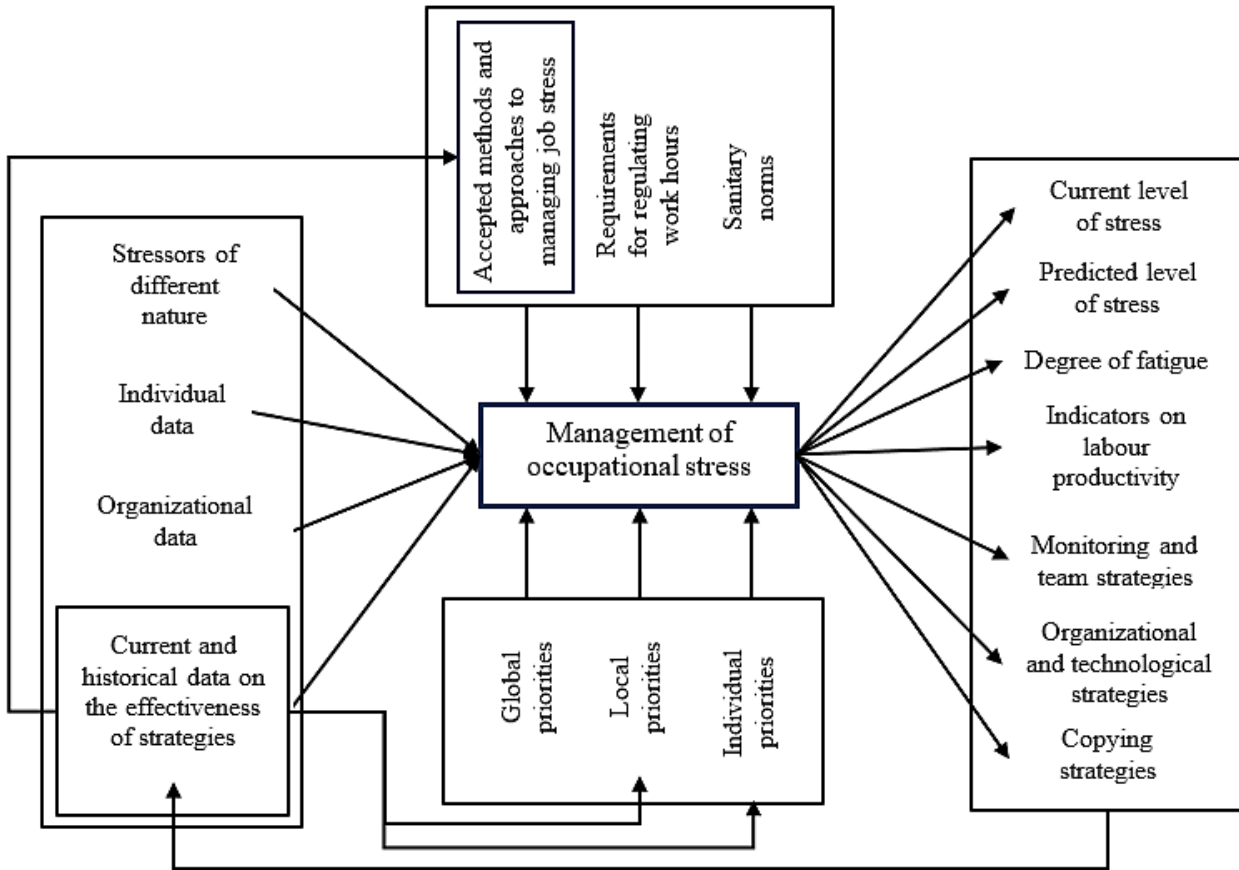 Accepted methods and
approaches to
managing job stress
Requirements
for regulating
work hours
Sanitary
norms
Stressors of
different
nature
Individual
data
Organizational
data
Current and
historical data on
the effectiveness
of strategies
Management of
occupational stress
Global
priorities
Local
priorities
Individual
priorities
Current level
of stress
Predicted level
of stress
Degree of fatigue
Indicators on
labour
productivity
Monitoring and
team strategies
Organizational
and technological
strategies
Copying
strategies